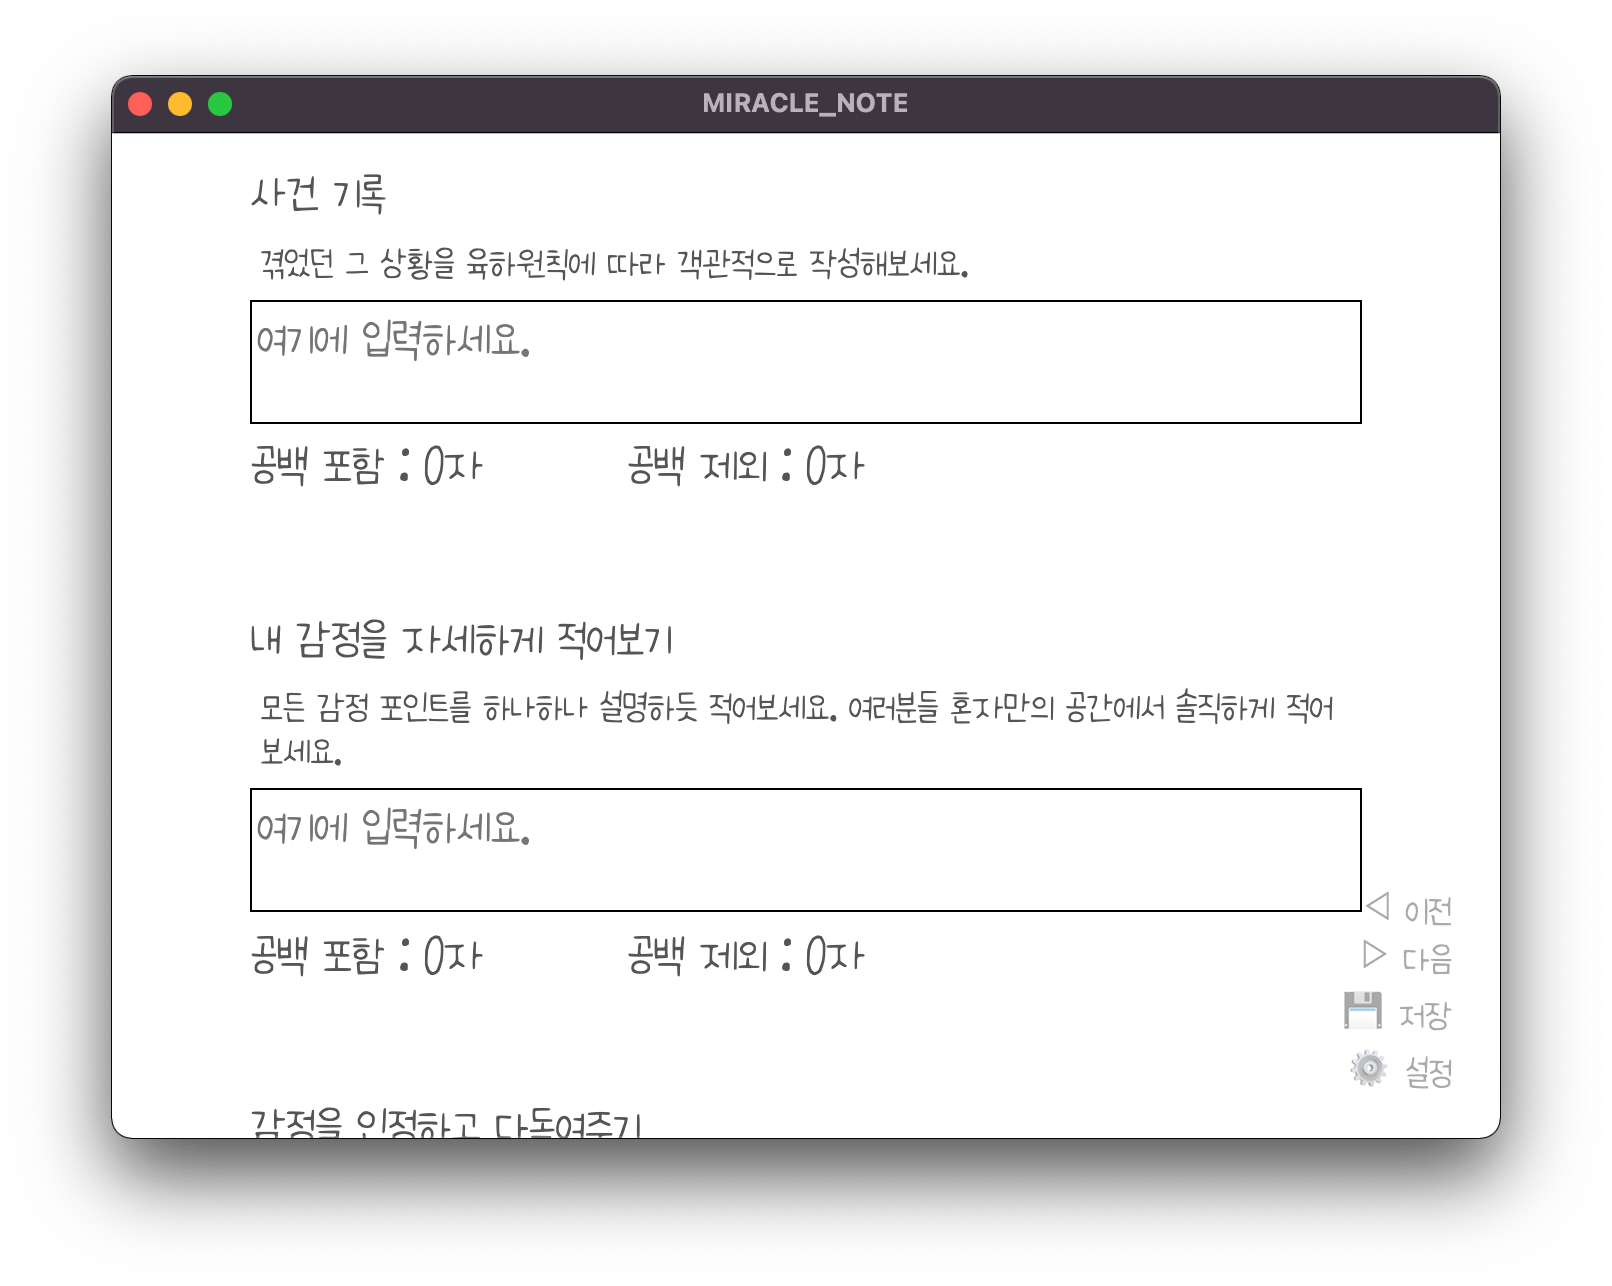 MIRACLE_NOTE
사건 기록
겪었던 그 상황을 육하원칙에 따라 객관적으로 작성해보세요.
여기에 입력하세요.
공백 포함 : 0자 공백 제외 : 0자
내 감정을 자세하게 적어보기
모든 감정 포인트를 하나하나 설명하듯 적어보세요. 여러분들 혼자만의 공간에서 솔직하게 적어
보세요.
여기에 입력하세요.
◁ 이전
공백 포함 : 0자 공백 제외 : 0자
▷ 다음
저장
설정
감정을 인정하고 다독여주기